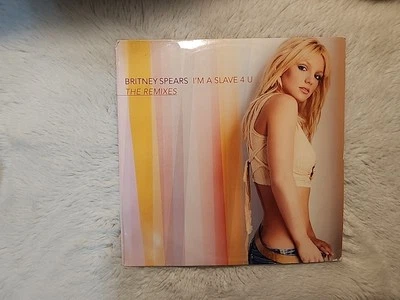 BRITNEY SPEARS I'M A SLAVE 4 U
THE REMIXES